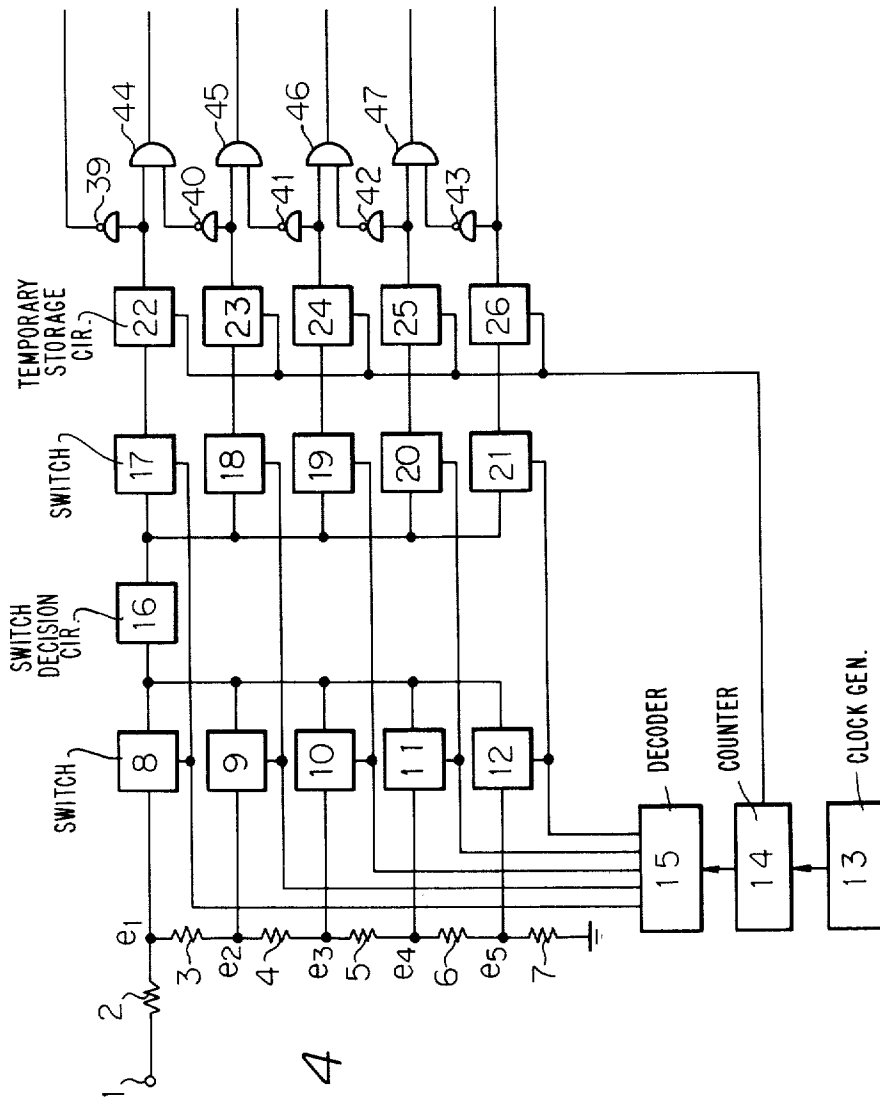 SWITCH
SWITCH
DECISION
CIR.
SWITCH
TEMPORARY
STORAGE
CIR.
1
2
e1
3
e2
4
e3
5
e4
6
e5
7
8
9
10
11
12
16
17
18
19
20
21
22
23
24
25
26
39
40
41
42
43
44
45
46
47
15
DECODER
14
COUNTER
13
CLOCK GEN.
4